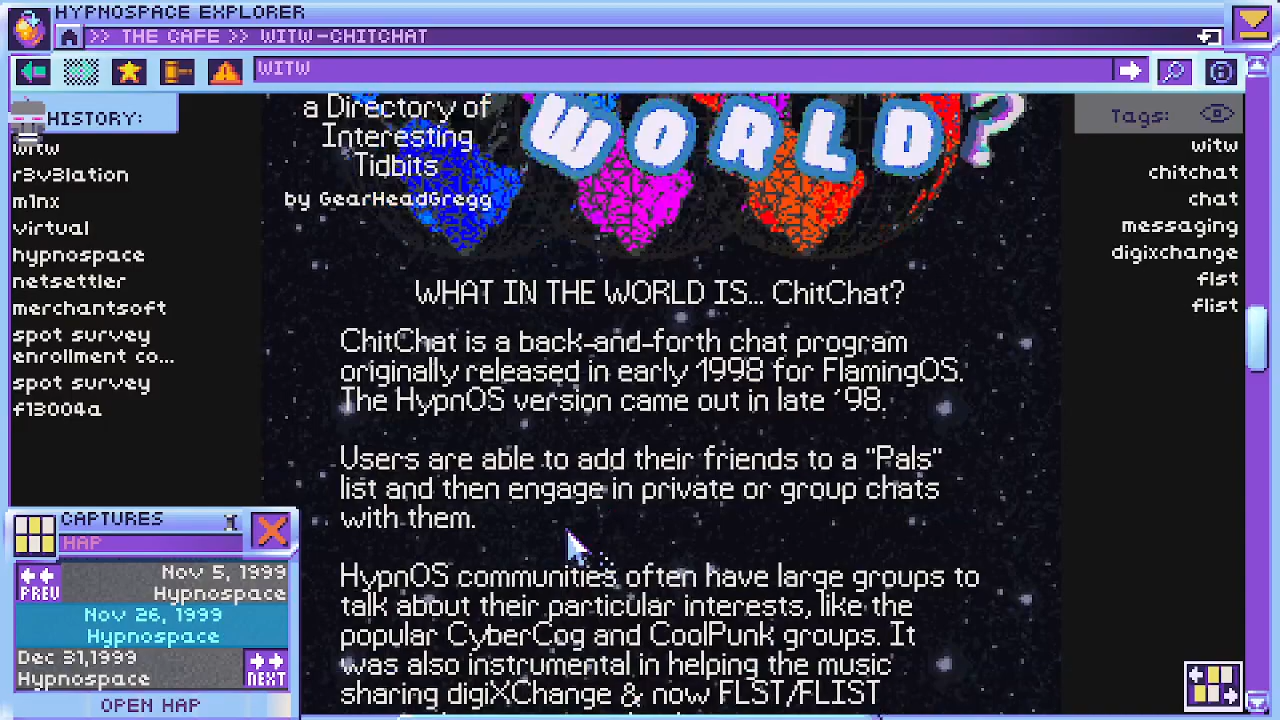 HYPNOSPACE EXPLORER
>> THE CAFE >> WITW-CHITCHAT
WITW
HISTORY:
witw
r3v3lation
m1nx
virtual
hypnospace
netsettler
merchantsoft
spot survey
enrollment co...
spot survey
f13004a
a Directory of
Interesting
Tidbits
by GearHeadGregg
WORLD?
WHAT IN THE WORLD IS... ChitChat?
ChitChat is a back-and-forth chat program
originally released in early 1998 for FlamingOS.
The HypnOS version came out in late '98.
Users are able to add their friends to a "Pals"
list and then engage in private or group chats
with them.
HypnOS communities often have large groups to
talk about their particular interests, like the
popular CyberCog and CoolPunk groups. It
was also instrumental in helping the music
sharing digiXChange & now FLST/FLIST
Tags:
witw
chitchat
chat
messaging
digixchange
flst
flist
CAPTURES
HAP
PREV
Nov 5, 1999
Hypnospace
Nov 26, 1999
Hypnospace
Dec 31,1999
Hypnospace
NEXT
OPEN HAP